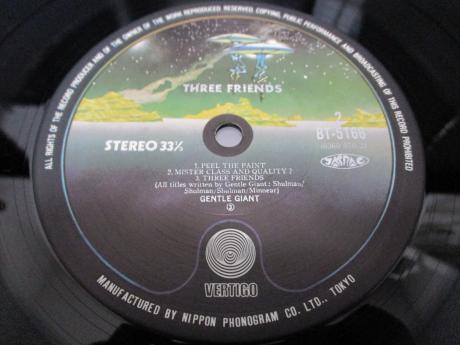 ALL RIGHTS OF THE RECORD PRODUCER AND OF THE OWNER OF THE WORK REPRODUCED RESERVED. COPYING, PUBLIC PERFORMANCE AND BROADCASTING OF THIS RECORD PROHIBITED
THREE FRIENDS
2
BT-5166
STEREO 33⅓
JASRAC
1. PEEL THE PAINT
2. MISTER CLASS AND QUALITY?
3. THREE FRIENDS
(All titles written by Gentle Giant: Shulman/
Shulman/Shulman/Minnear)
GENTLE GIANT
VERTIGO
MANUFACTURED BY NIPPON PHONOGRAM CO. LTD., TOKYO